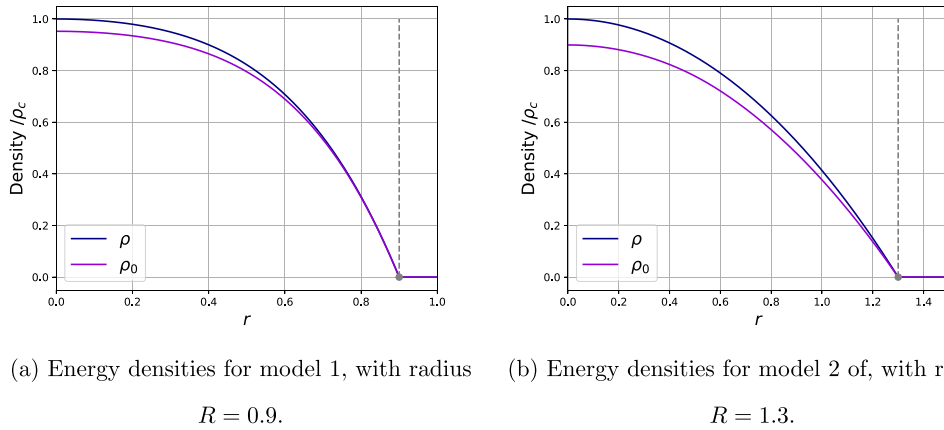 1.0
0.8
0.6
0.4
0.2
0.0
Density / ρc
ρ
ρ0
0.0 0.2 0.4 0.6 0.8 1.0
r
1.0
0.8
0.6
0.4
0.2
0.0
Density / ρc
ρ
ρ0
0.0 0.2 0.4 0.6 0.8 1.0 1.2 1.4
r
(a) Energy densities for model 1, with radius
R = 0.9.
(b) Energy densities for model 2 of, with r
R = 1.3.